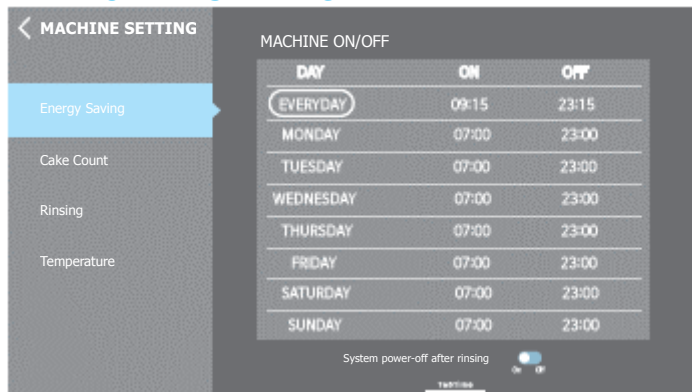 MACHINE SETTING
MACHINE ON/OFF
DAY ON OFF
EVERYDAY 09:15 23:15
MONDAY 07:00 23:00
TUESDAY 07:00 23:00
WEDNESDAY 07:00 23:00
THURSDAY 07:00 23:00
FRIDAY 07:00 23:00
SATURDAY 07:00 23:00
SUNDAY 07:00 23:00
Energy Saving
Cake Count
Rinsing
Temperature
System power-off after rinsing
On Off